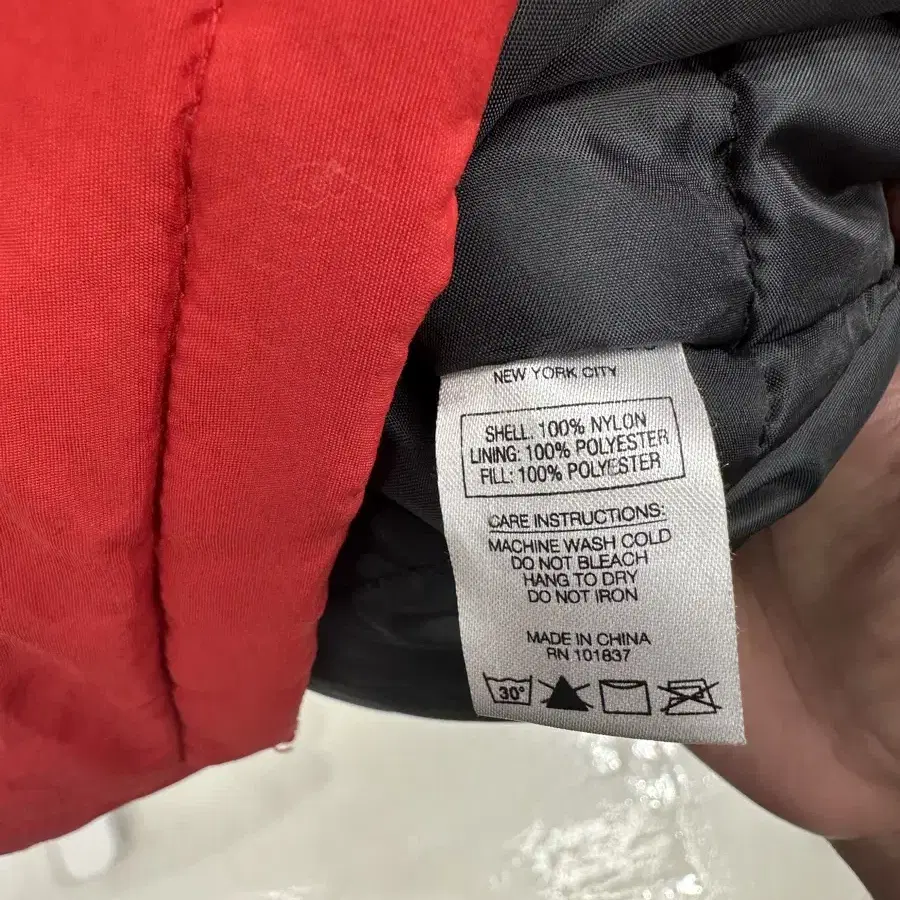 NEW YORK CITY
SHELL: 100% NYLON
LINING: 100% POLYESTER
FILL: 100% POLYESTER
CARE INSTRUCTIONS:
MACHINE WASH COLD
DO NOT BLEACH
HANG TO DRY
DO NOT IRON
MADE IN CHINA
RN 101837
30°